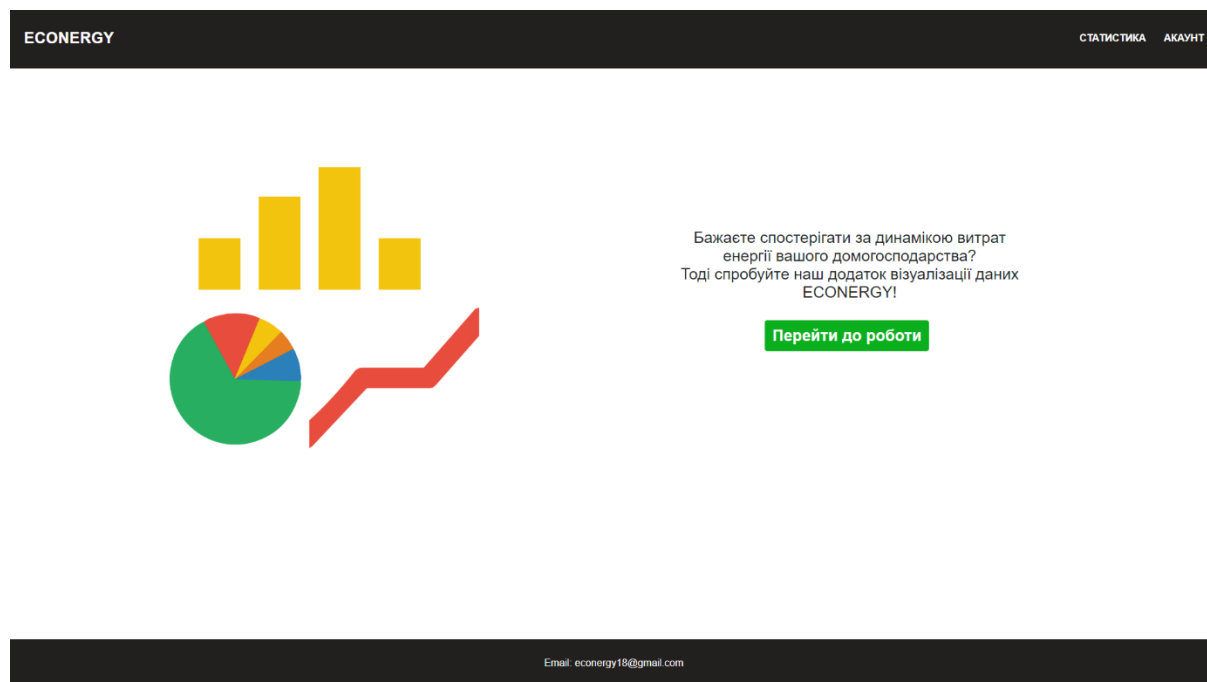 ECONERGY
СТАТИСТИКА АКАУНТ
Бажаєте спостерігати за динамікою витрат
енергії вашого домогосподарства?
Тоді спробуйте наш додаток візуалізації даних
ECONERGY!
Перейти до роботи
Email: econergy18@gmail.com